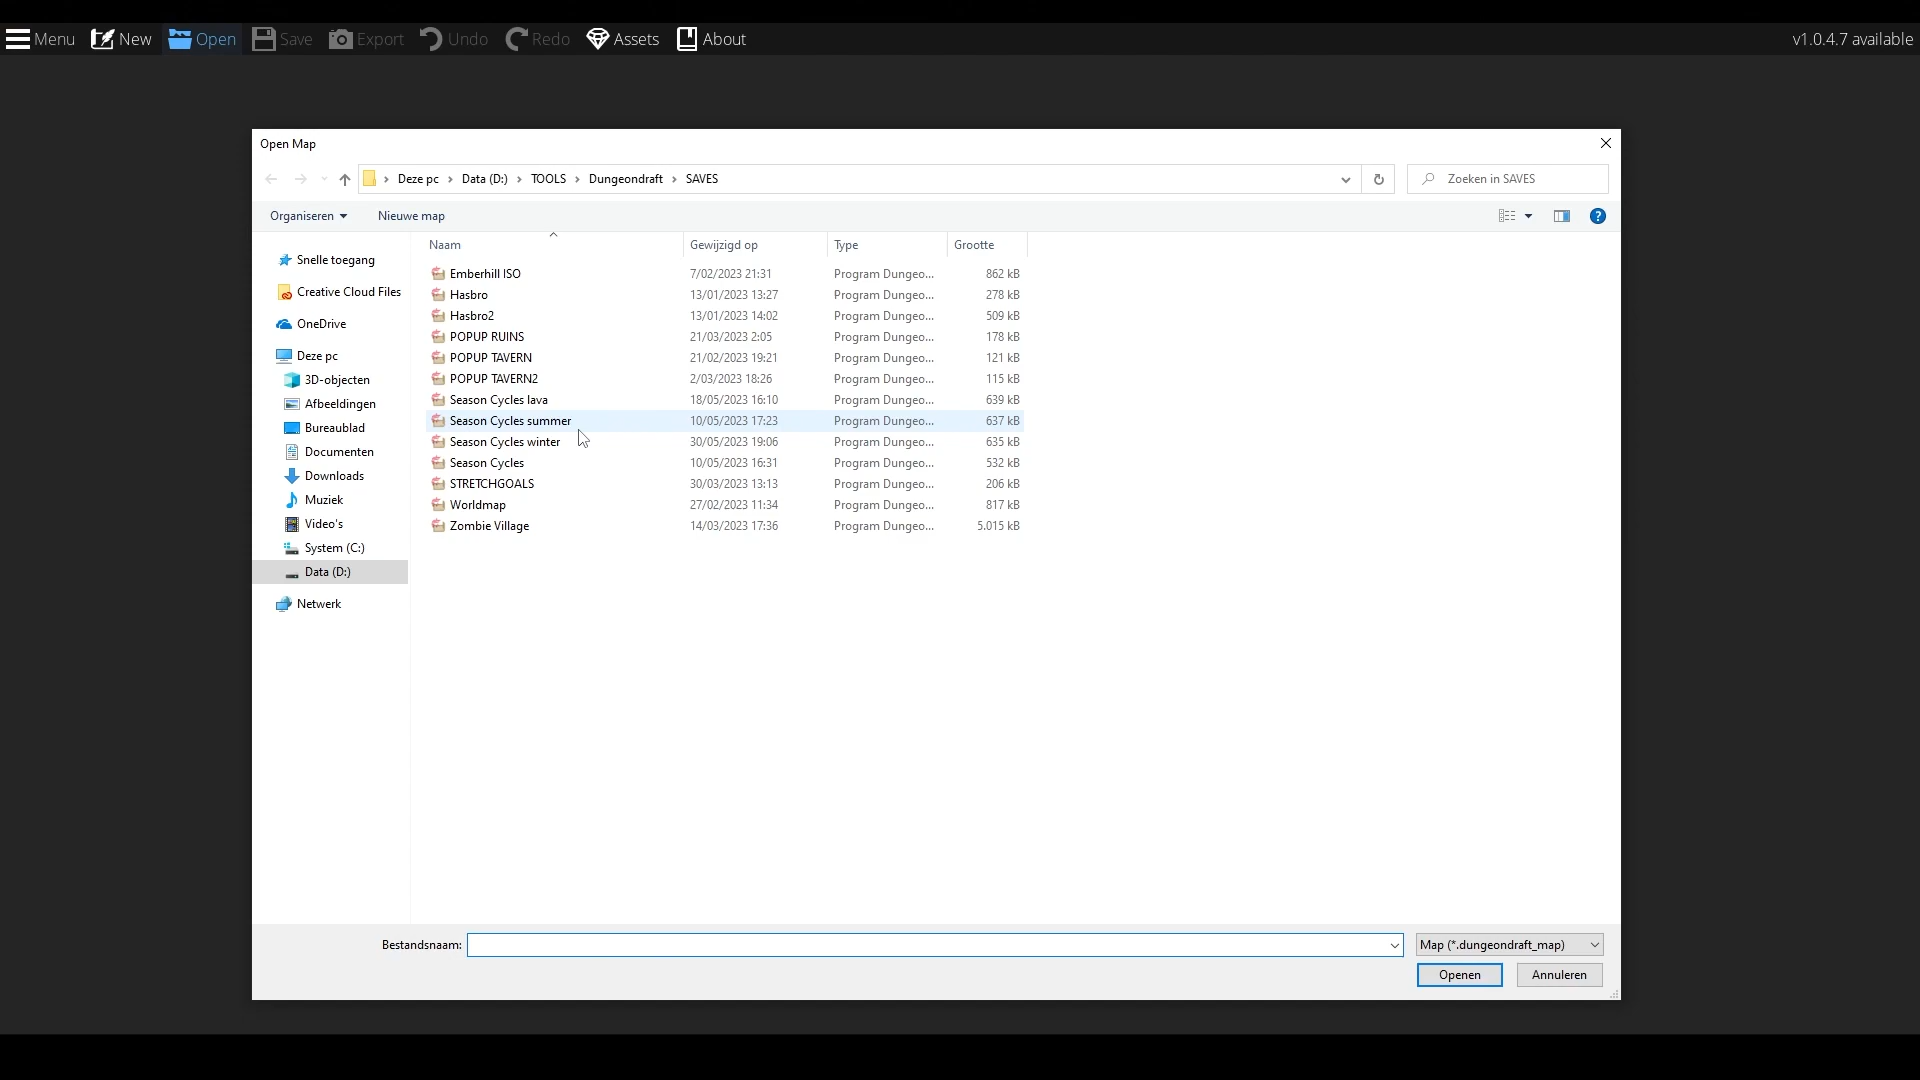 Menu New Open Save Export Undo Redo Assets About v1.0.4.7 available
Open Map
Deze pc Data (D:) TOOLS Dungeondraft SAVES Zoeken in SAVES
Organiseren Nieuwe map
Naam Gewijzigd op Type Grootte
Snelle toegang
Creative Cloud Files
OneDrive
Deze pc
3D-objecten
Afbeeldingen
Bureaublad
Documenten
Downloads
Muziek
Video's
System (C:)
Data (D:)
Netwerk
Emberhill ISO 7/02/2023 21:31 Program Dungeo... 862 kB
Hasbro 13/01/2023 13:27 Program Dungeo... 278 kB
Hasbro2 13/01/2023 14:02 Program Dungeo... 509 kB
POPUP RUINS 21/03/2023 2:05 Program Dungeo... 178 kB
POPUP TAVERN 21/02/2023 19:21 Program Dungeo... 121 kB
POPUP TAVERN2 2/03/2023 18:26 Program Dungeo... 115 kB
Season Cycles lava 18/05/2023 16:10 Program Dungeo... 639 kB
Season Cycles summer 10/05/2023 17:23 Program Dungeo... 637 kB
Season Cycles winter 30/05/2023 19:06 Program Dungeo... 635 kB
Season Cycles 10/05/2023 16:31 Program Dungeo... 532 kB
STRETCHGOALS 30/03/2023 13:13 Program Dungeo... 206 kB
Worldmap 27/02/2023 11:34 Program Dungeo... 817 kB
Zombie Village 14/03/2023 17:36 Program Dungeo... 5.015 kB
Bestandsnaam: Map (*.dungeondraft_map)
Openen Annuleren